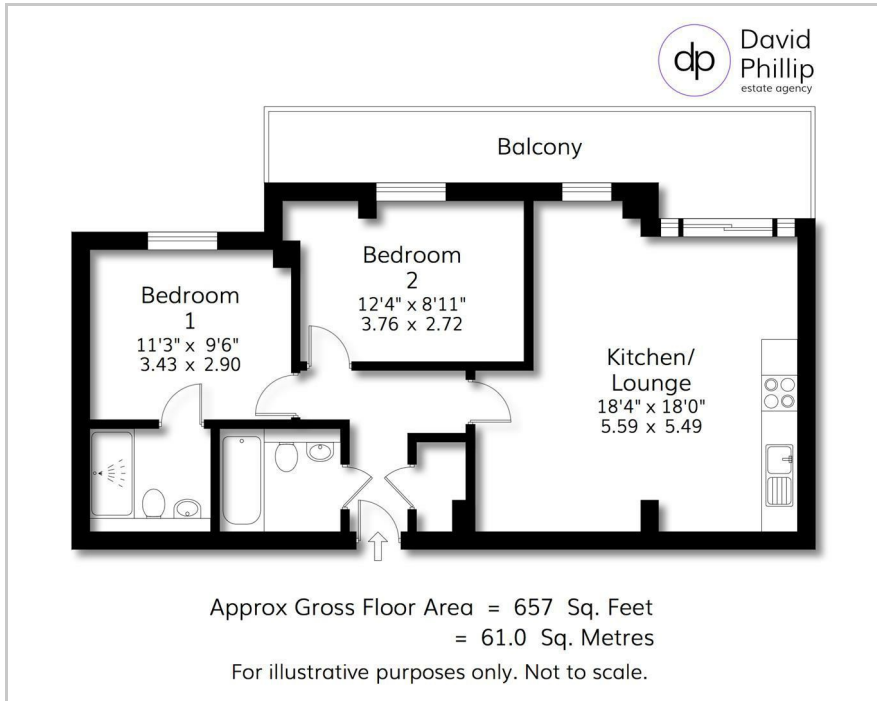 dp
David
Phillip
estate agency
Balcony
Bedroom
1
11'3" x 9'6"
3.43 x 2.90
Bedroom
2
12'4" x 8'11"
3.76 x 2.72
Kitchen/
Lounge
18'4" x 18'0"
5.59 x 5.49
Approx Gross Floor Area = 657 Sq. Feet
= 61.0 Sq. Metres
For illustrative purposes only. Not to scale.